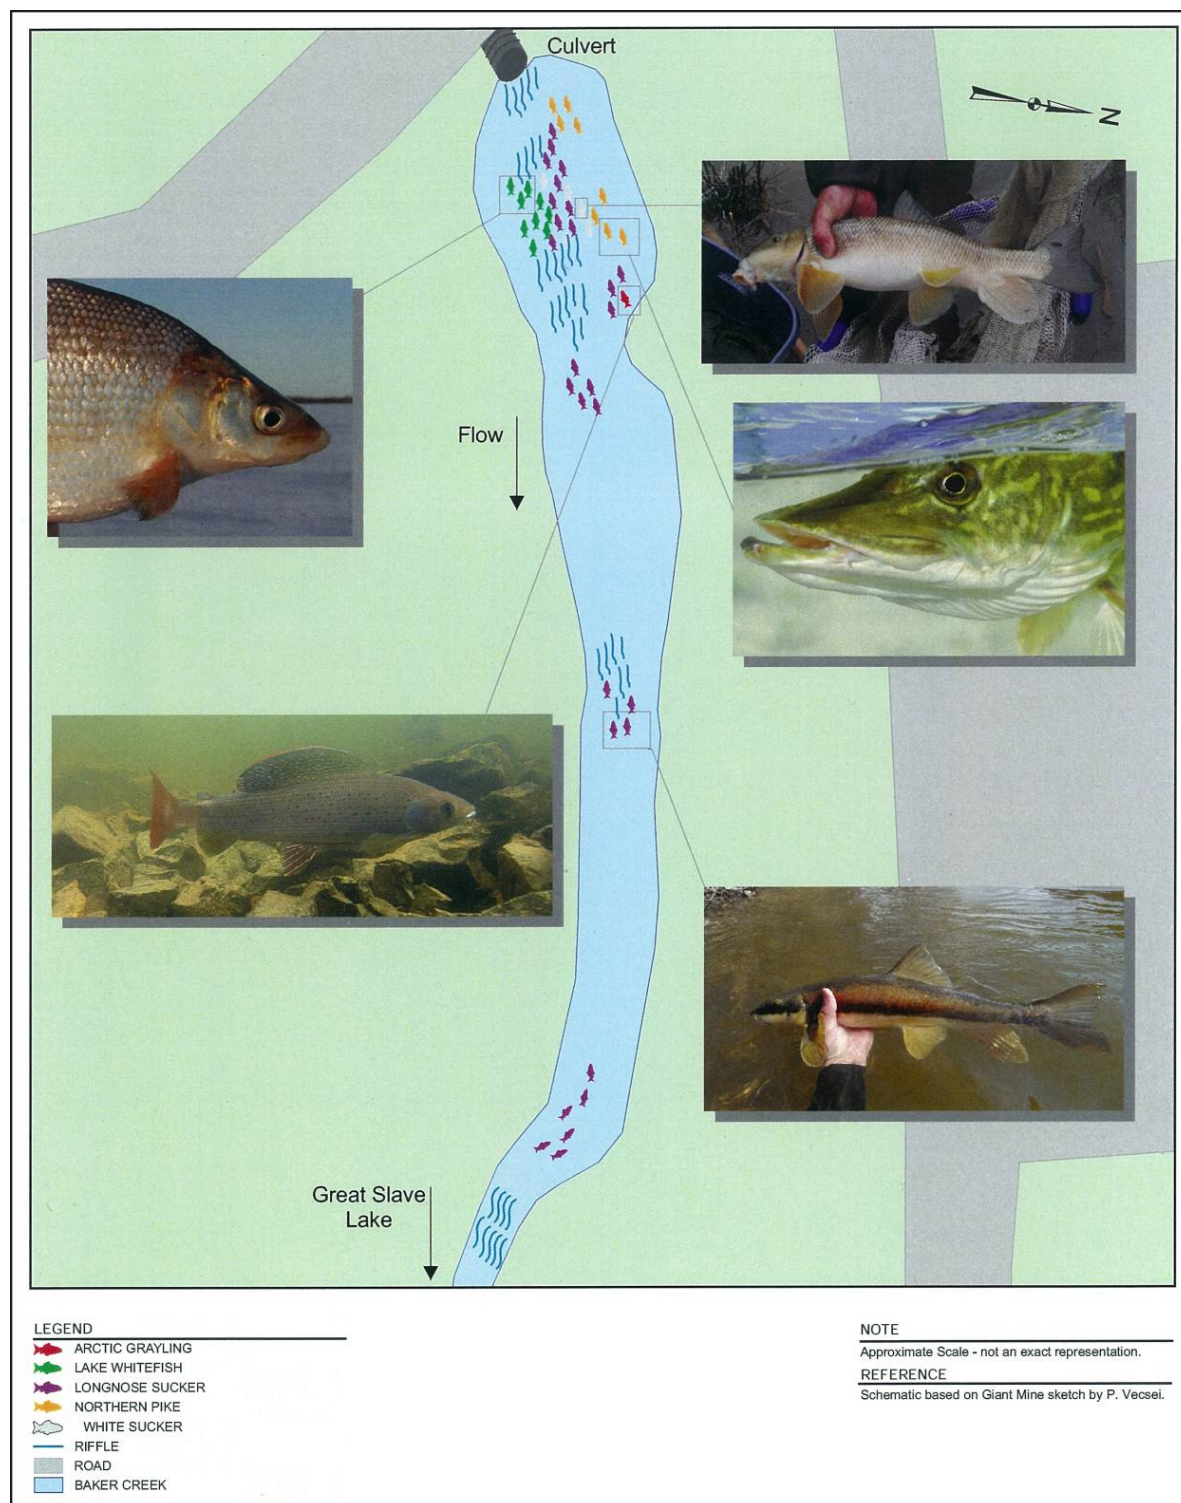 Culvert
N
Flow
Great Slave
Lake
LEGEND
ARCTIC GRAYLING
LAKE WHITEFISH
LONGNOSE SUCKER
NORTHERN PIKE
WHITE SUCKER
RIFFLE
ROAD
BAKER CREEK
NOTE
Approximate Scale - not an exact representation.
REFERENCE
Schematic based on Giant Mine sketch by P. Vecsei.